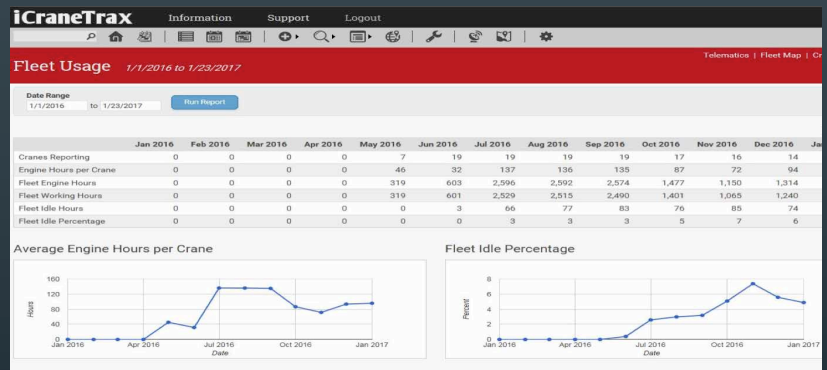 iCraneTrax Information Support Logout
Fleet Usage 1/1/2016 to 1/23/2017
Telematics | Fleet Map | Cr
Date Range
1/1/2016 to 1/23/2017 Run Report
Jan 2016 Feb 2016 Mar 2016 Apr 2016 May 2016 Jun 2016 Jul 2016 Aug 2016 Sep 2016 Oct 2016 Nov 2016 Dec 2016 Ja
Cranes Reporting 0 0 0 0 7 19 19 19 19 17 16 14
Engine Hours per Crane 0 0 0 0 46 32 137 136 135 87 72 94
Fleet Engine Hours 0 0 0 0 319 603 2,596 2,592 2,574 1,477 1,150 1,314
Fleet Working Hours 0 0 0 0 319 601 2,529 2,515 2,490 1,401 1,065 1,240
Fleet Idle Hours 0 0 0 0 0 3 66 77 83 76 85 74
Fleet Idle Percentage 0 0 0 0 0 0 3 3 3 5 7 6
Average Engine Hours per Crane
160
120
80
40
0
Hours
Jan 2016 Apr 2016 Jul 2016 Oct 2016 Jan 2017
Date
Fleet Idle Percentage
8
6
4
2
0
Percent
Jan 2016 Apr 2016 Jul 2016 Oct 2016 Jan 2017
Date